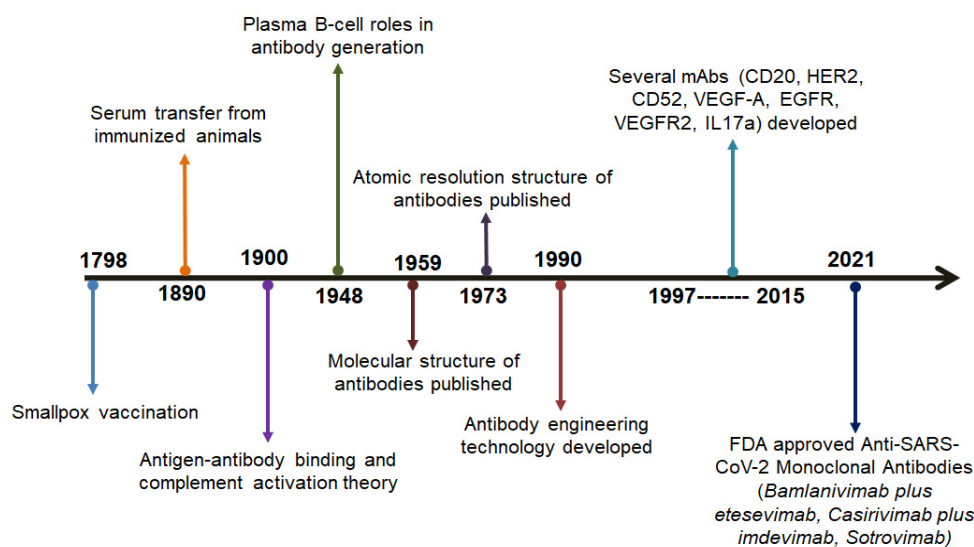 Plasma B-cell roles in
antibody generation
Several mAbs (CD20, HER2,
CD52, VEGF-A, EGFR,
VEGFR2, IL17a) developed
Serum transfer from
immunized animals
Atomic resolution structure of
antibodies published
1798
1900
1959
1990
2021
1890
1948
1973
1997------- 2015
Molecular structure of
antibodies published
Smallpox vaccination
Antibody engineering
technology developed
Antigen-antibody binding and
complement activation theory
FDA approved Anti-SARS-
CoV-2 Monoclonal Antibodies
(Bamlanivimab plus
etesevimab, Casirivimab plus
imdevimab, Sotrovimab)